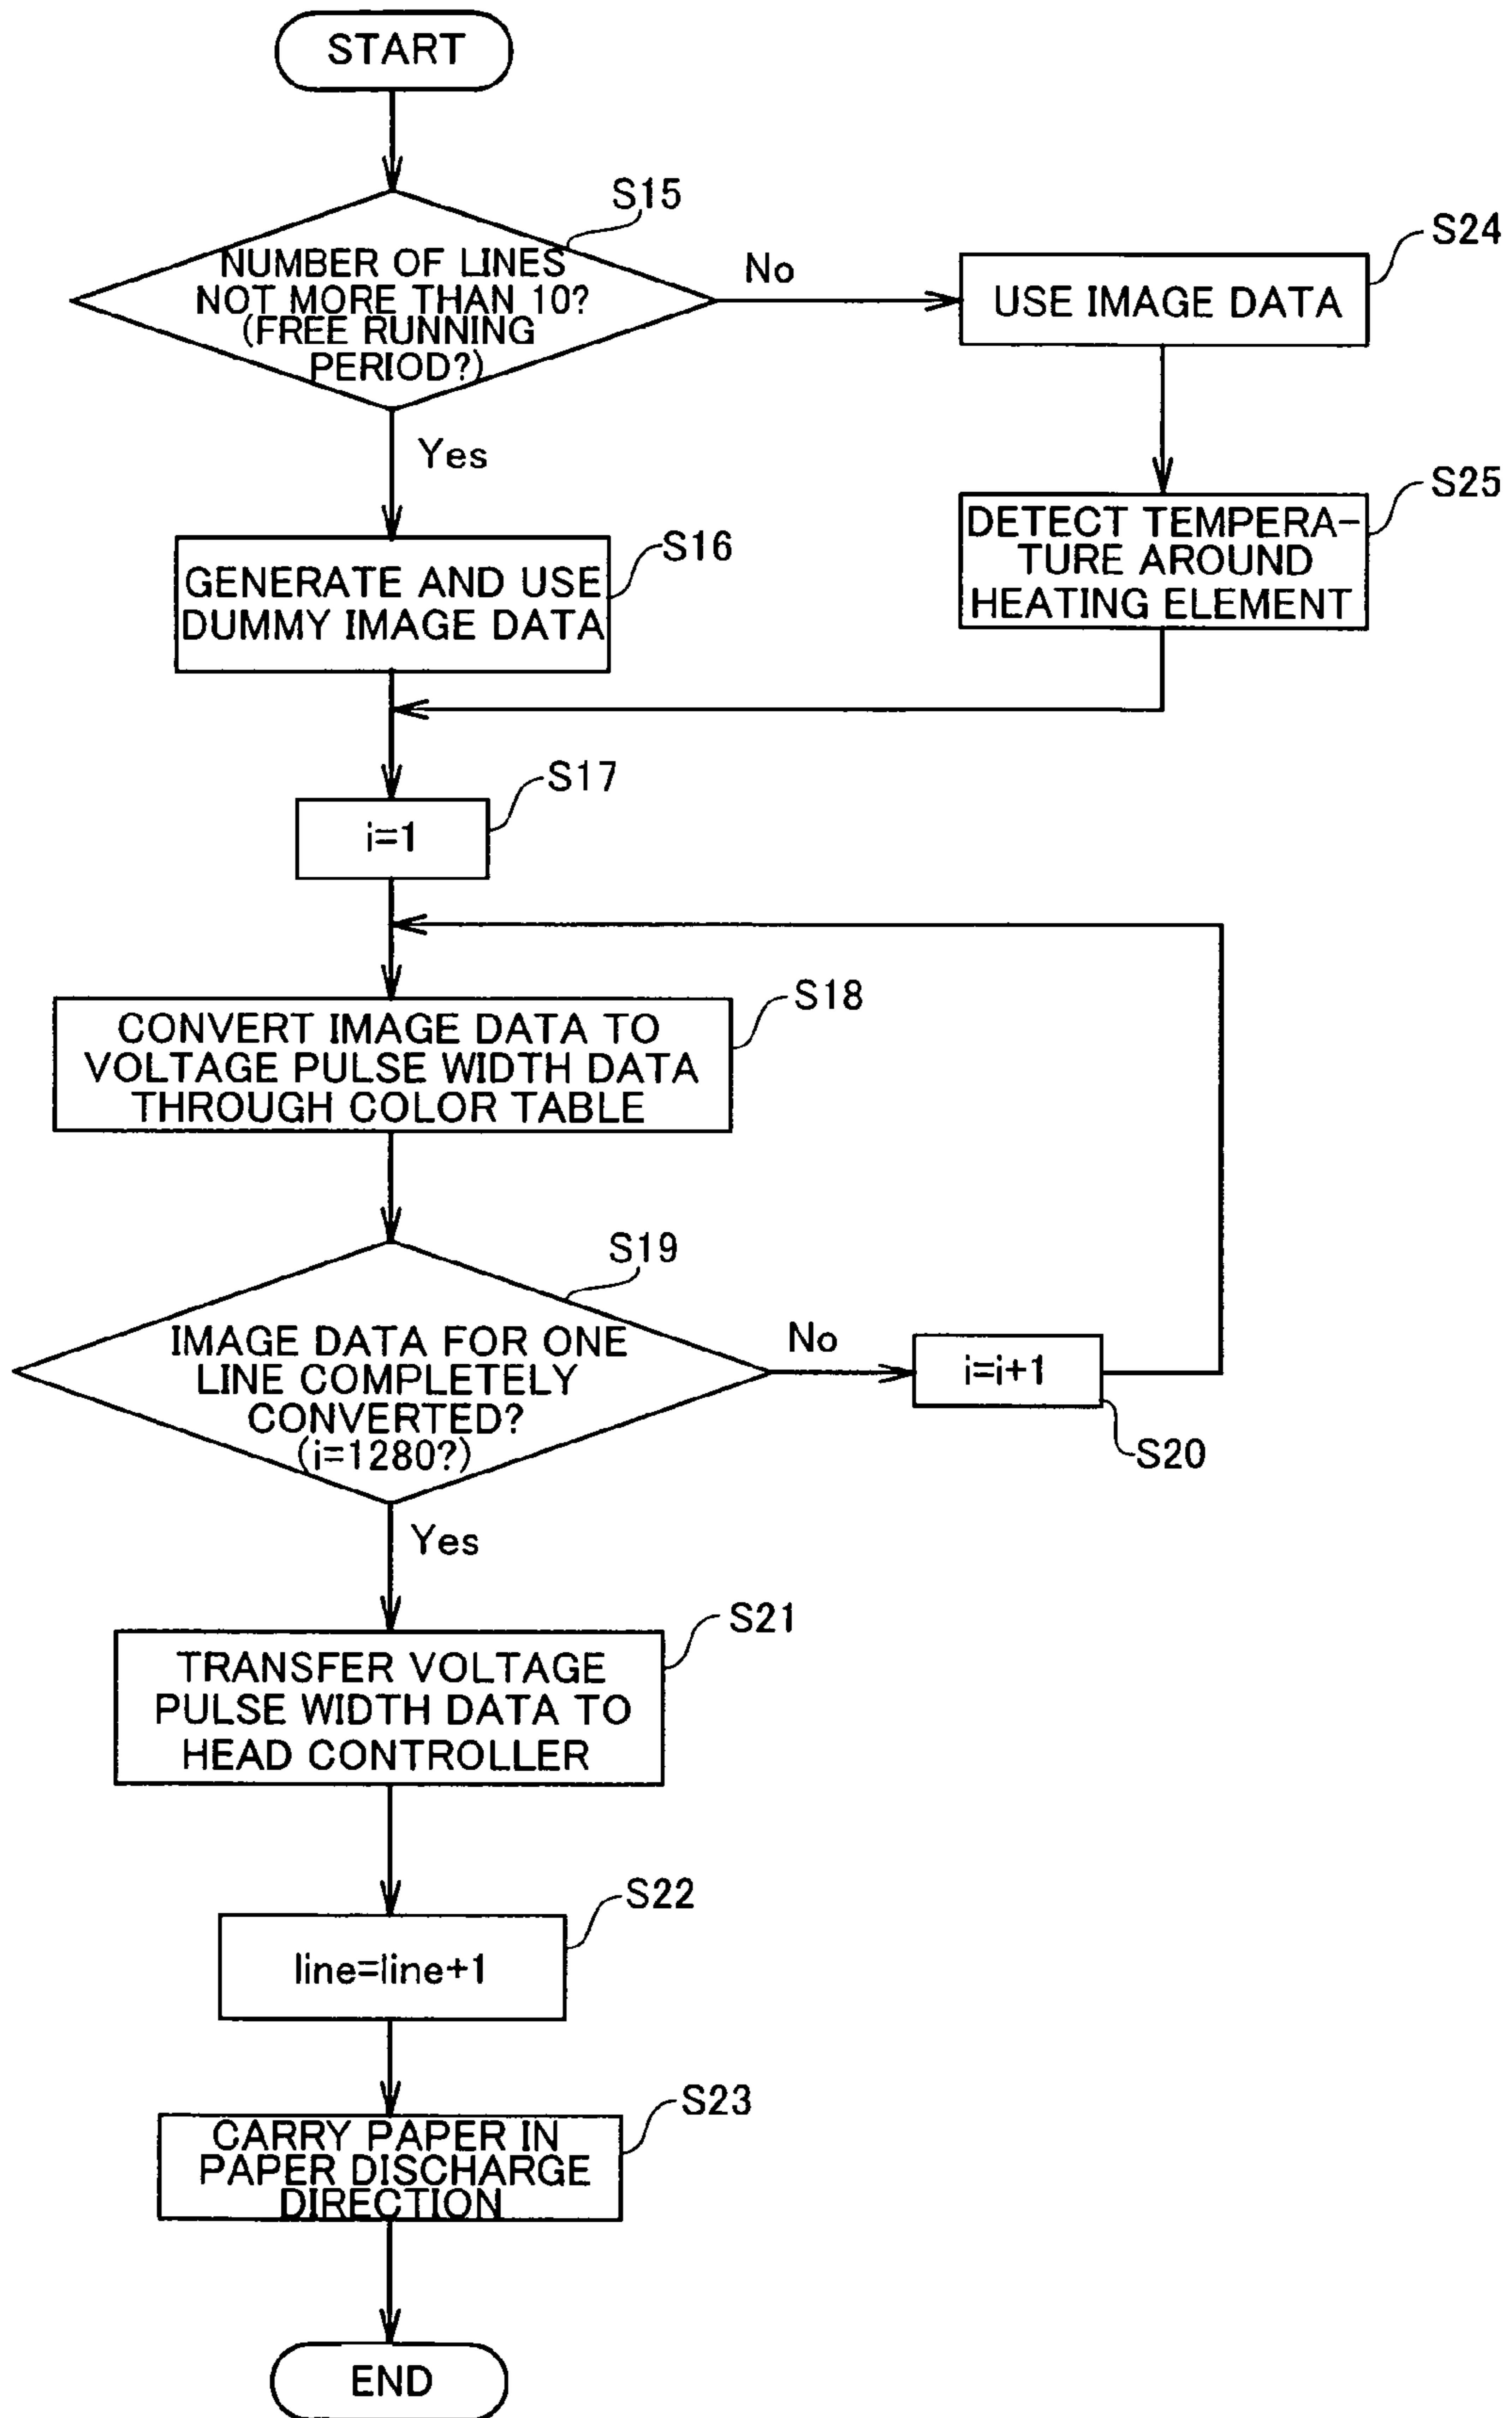 START
S15
NUMBER OF LINES
NOT MORE THAN 10?
(FREE RUNNING
PERIOD?)
No
S24
USE IMAGE DATA
Yes
S25
DETECT TEMPERA-
TURE AROUND
HEATING ELEMENT
S16
GENERATE AND USE
DUMMY IMAGE DATA
S17
i=1
S18
CONVERT IMAGE DATA TO
VOLTAGE PULSE WIDTH DATA
THROUGH COLOR TABLE
S19
IMAGE DATA FOR ONE
LINE COMPLETELY
CONVERTED?
(i=1280?)
No
i=i+1
S20
Yes
S21
TRANSFER VOLTAGE
PULSE WIDTH DATA TO
HEAD CONTROLLER
S22
line=line+1
S23
CARRY PAPER IN
PAPER DISCHARGE
DIRECTION
END